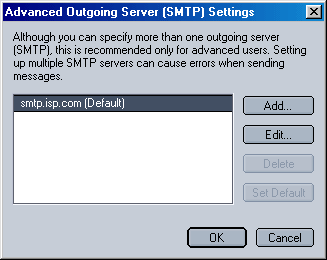 Advanced Outgoing Server (SMTP) Settings
Although you can specify more than one outgoing server
(SMTP), this is recommended only for advanced users. Setting
up multiple SMTP servers can cause errors when sending
messages.
smtp.isp.com (Default)
Add...
Edit...
Delete
Set Default
OK
Cancel